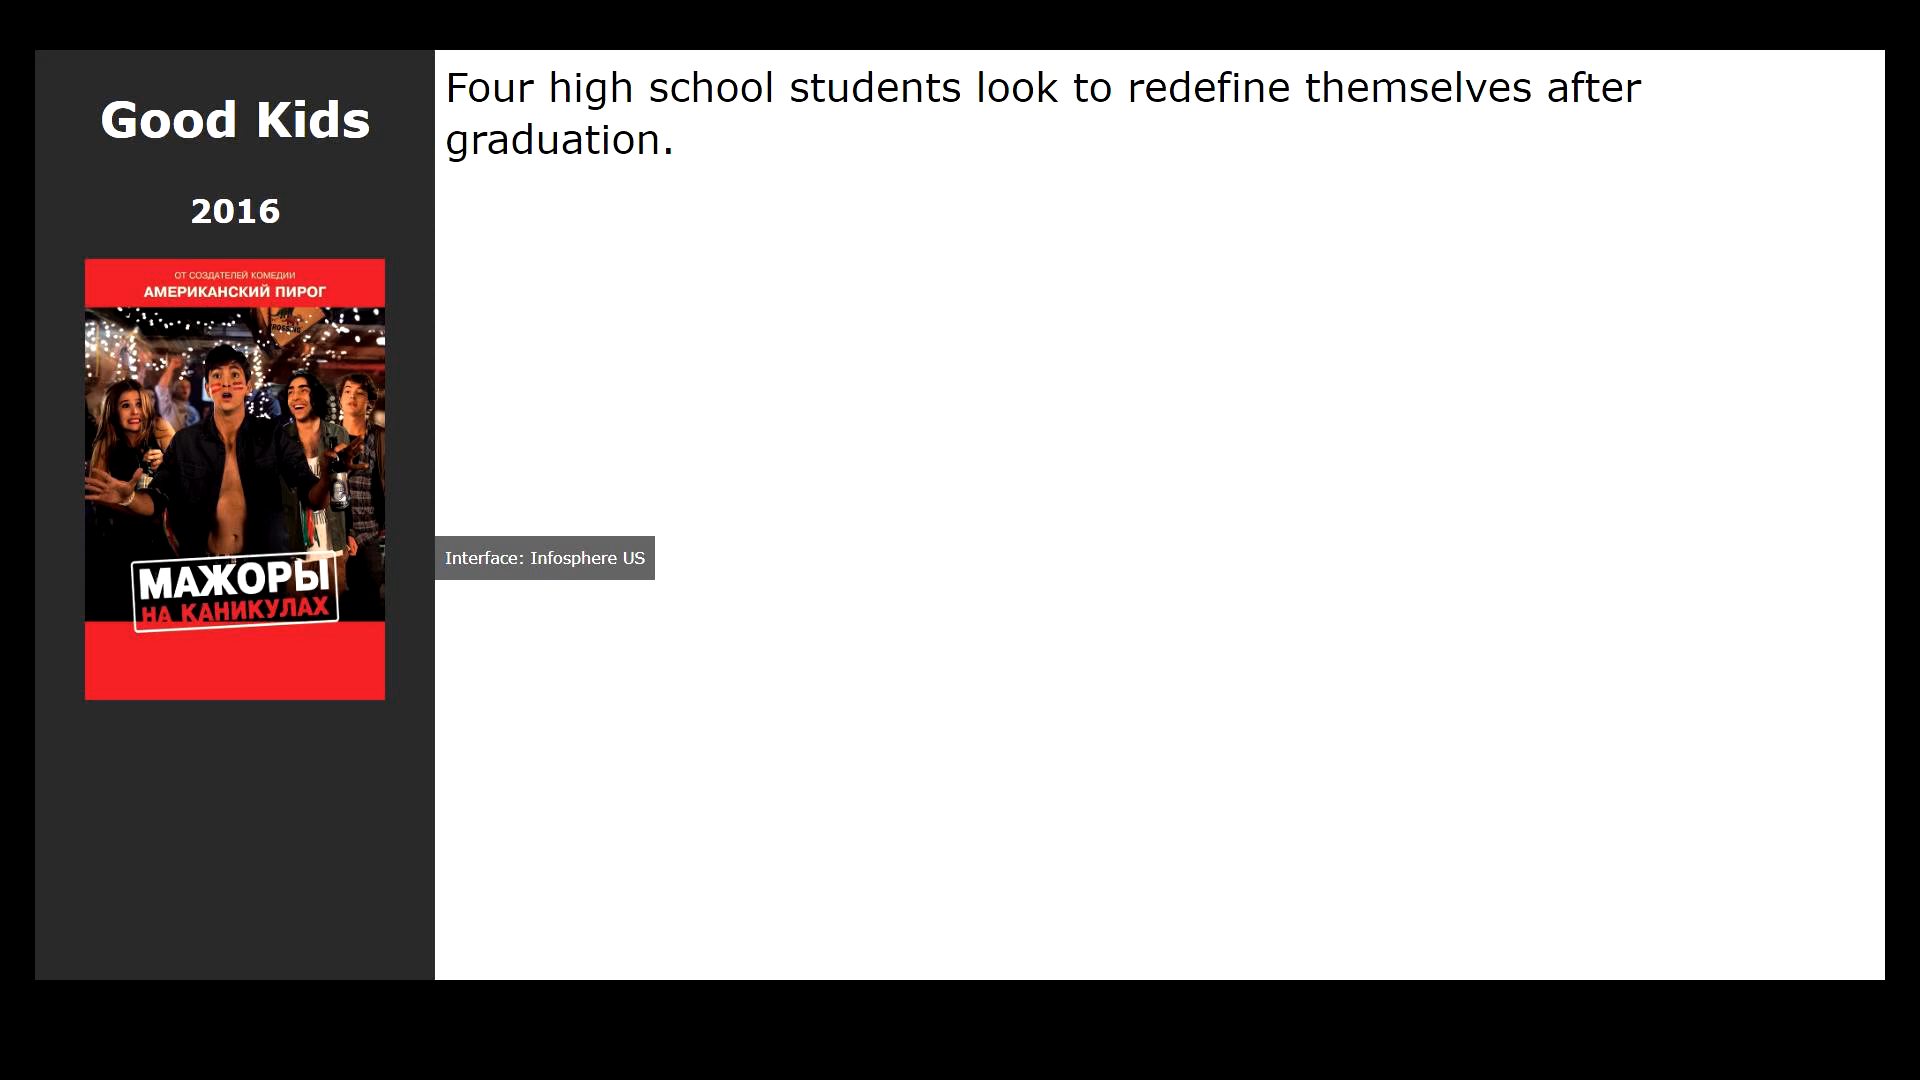 Good Kids
2016
ОТ СОЗДАТЕЛЕЙ КОМЕДИИ
АМЕРИКАНСКИЙ ПИРОГ
МАЖОРЫ
НА КАНИКУЛАХ
Four high school students look to redefine themselves after
graduation.
Interface: Infosphere US